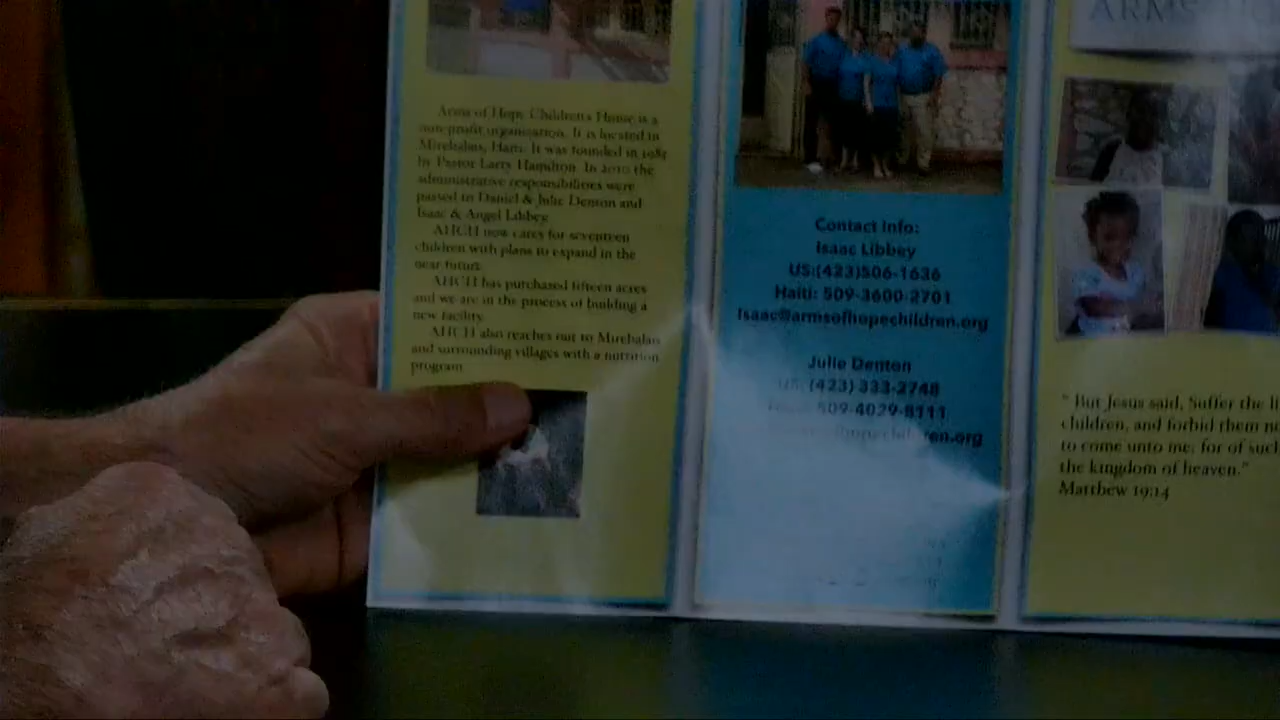 Arms of Hope Children's House is a
non-profit organization. It is located in
Mirebalais, Haiti. It was founded in 1981
by Pastor Larry Hamilton. In 2010 the
administrative responsibilities were
passed to Daniel & Julie Denton and
Isaac & Angel Libbey.
AHCH now cares for seventeen
children with plans to expand in the
near future.
AHCH has purchased fifteen acres
and we are in the process of building a
new facility.
AHCH also reaches out to Mirebalais
and surrounding villages with a nutrition
program.
Contact Info:
Isaac Libbey
US:(423)506-1636
Haiti: 509-3600-2701
Isaac@armsofhopechildren.org
Julie Denton
US: (423) 333-2748
509-4029-8111
ARMS
" But Jesus said, Suffer the li
children, and forbid them n
to come unto me: for of such
the kingdom of heaven."
Matthew 19:14